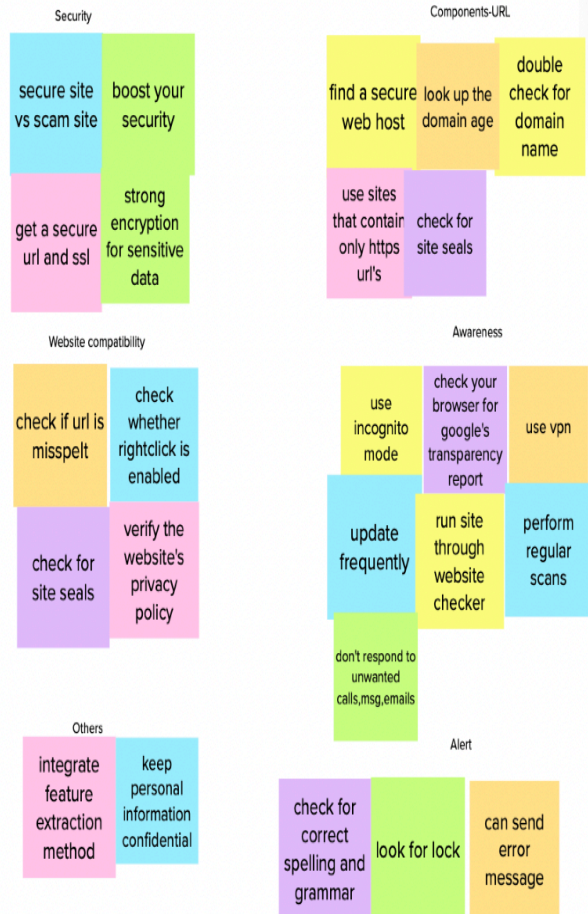 Security
secure site
vs scam site
boost your
security
get a secure
url and ssl
strong
encryption
for sensitive
data
Components-URL
find a secure
web host
look up the
domain age
double
check for
domain
name
use sites
that contain
only https
url's
check for
site seals
Website compatibility
check if url is
misspelt
check
whether
rightclick is
enabled
check for
site seals
verify the
website's
privacy
policy
Awareness
use
incognito
mode
check your
browser for
google's
transparency
report
use vpn
update
frequently
run site
through
website
checker
perform
regular
scans
don't respond to
unwanted
calls,msg,emails
Others
integrate
feature
extraction
method
keep
personal
information
confidential
Alert
check for
correct
spelling and
grammar
look for lock
can send
error
message